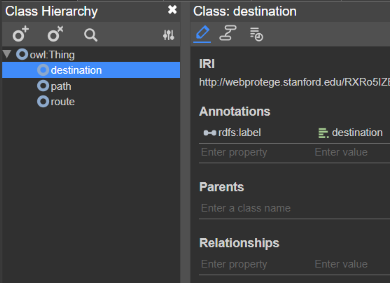 Class Hierarchy
owl:Thing
destination
path
route
Class: destination
IRI
http://webprotege.stanford.edu/RXRo5IZE
Annotations
rdfs:label destination
Enter property Enter value
Parents
Enter a class name
Relationships
Enter property Enter value